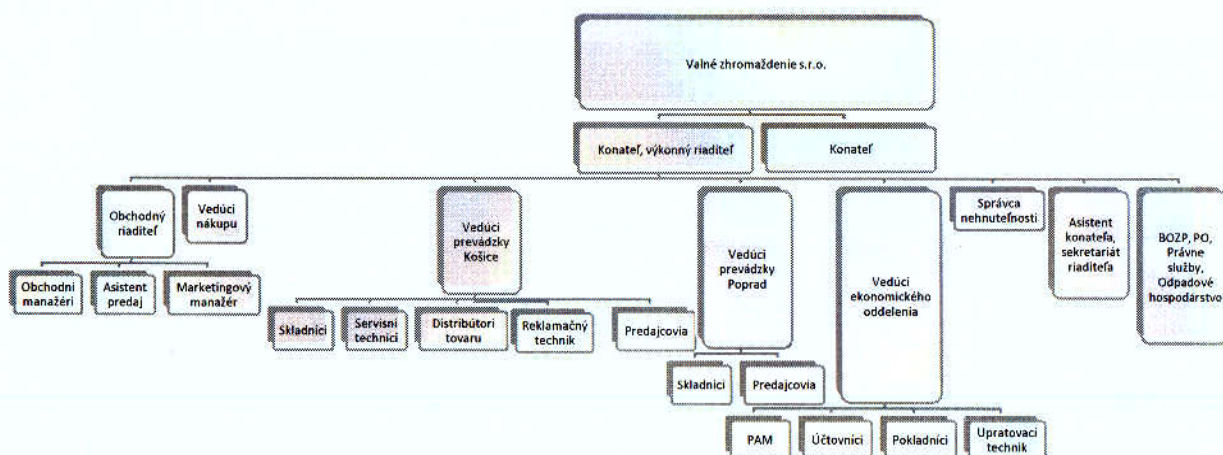 Valné zhromaždenie s.r.o.
Konateľ, výkonný riaditeľ
Konateľ
Obchodný
riaditeľ
Vedúci
nákupu
Vedúci
prevádzky
Košice
Vedúci
prevádzky
Poprad
Vedúci
ekonomického
oddelenia
Správca
nehnuteľnosti
Asistent
konateľa,
sekretariát
riaditeľa
BOZP, PO,
Právne
služby,
Odpadové
hospodárstvo
Obchodní
manažéri
Asistent
predaj
Marketingový
manažér
Skladníci
Servisní
technici
Distribútori
tovaru
Reklamačný
technik
Predajcovia
Skladníci
Predajcovia
PAM
Účtovníci
Pokladníci
Upratovací
technik